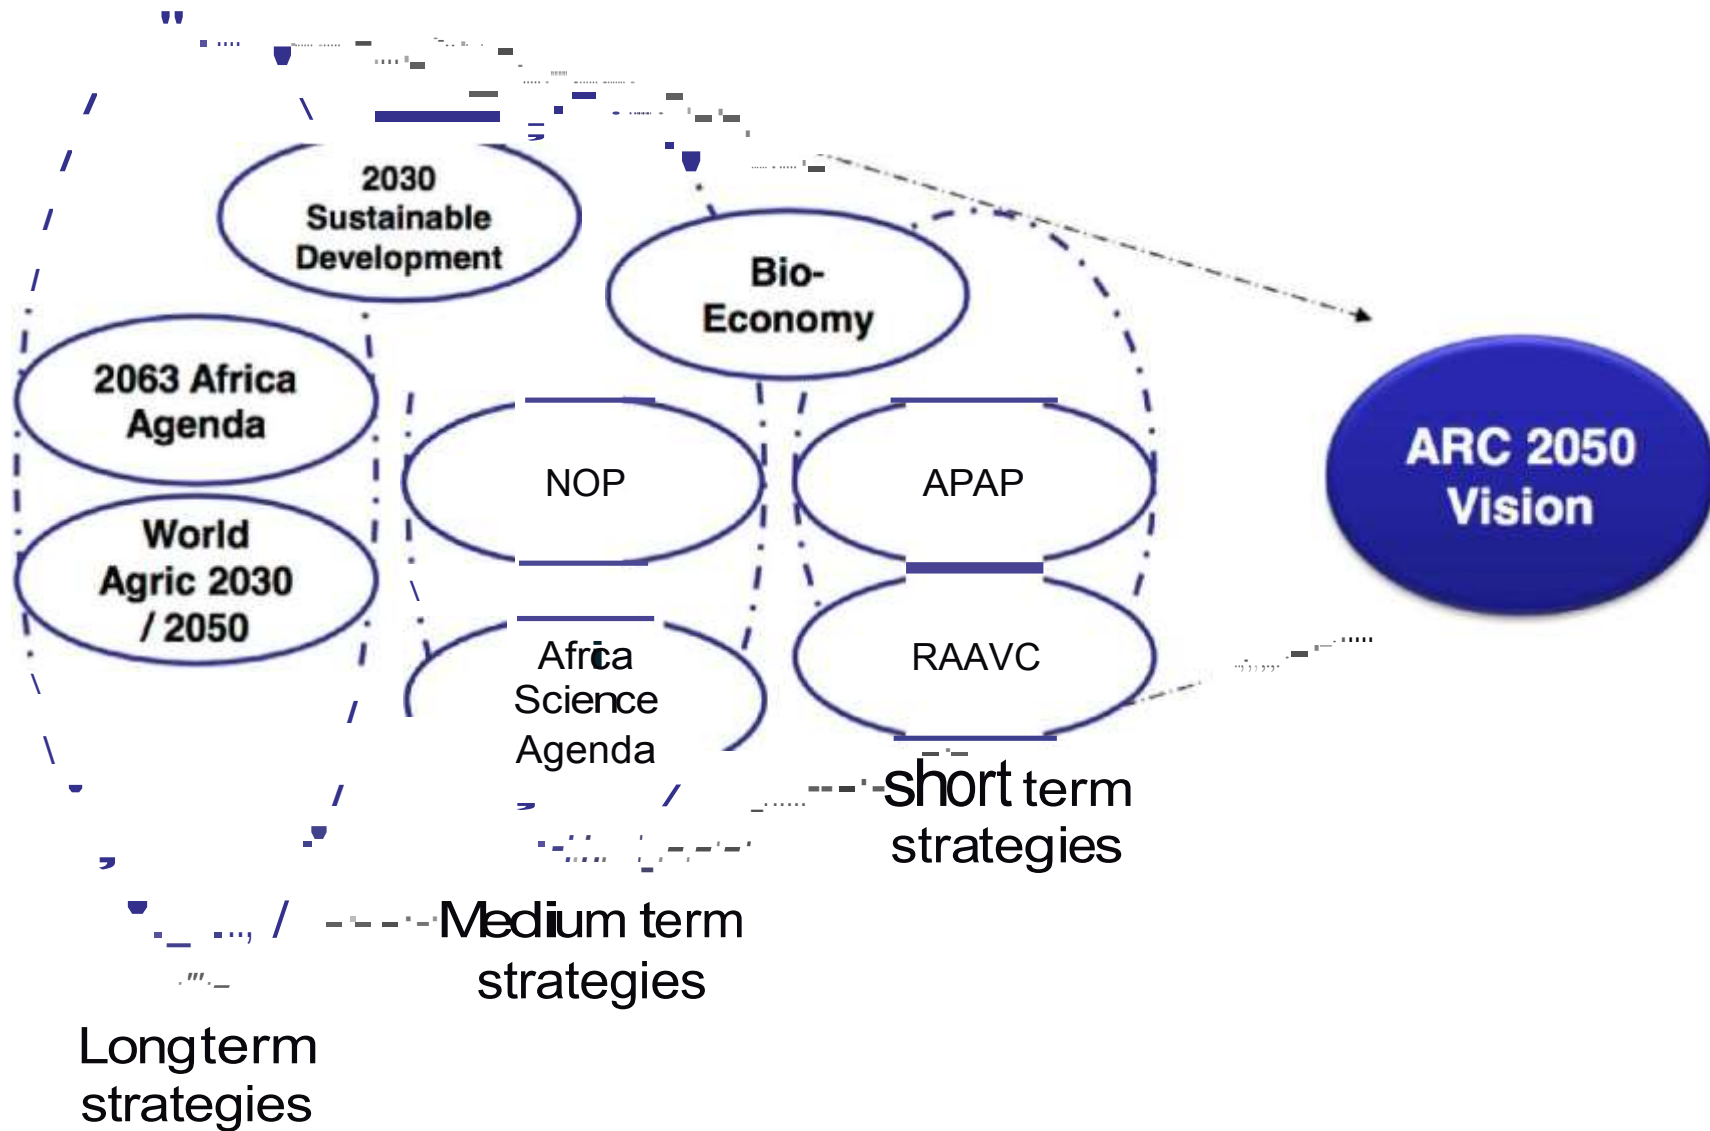 2030
Sustainable
Development
Bio-
Economy
2063 Africa
Agenda
NOP
APAP
ARC 2050
Vision
World
Agric 2030
/ 2050
Africa
Science
Agenda
RAAVC
short term
strategies
Medium term
strategies
Longterm
strategies